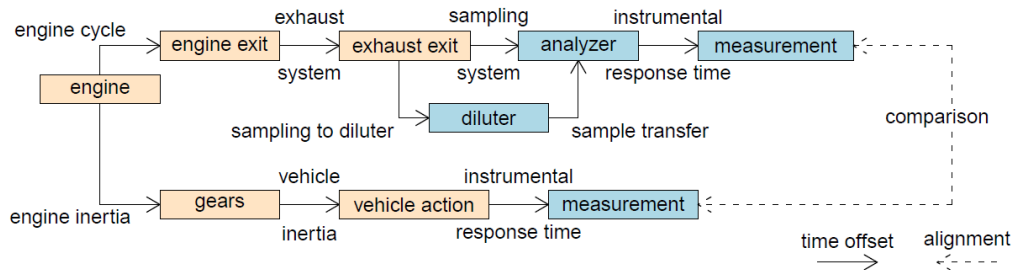 engine cycle
exhaust
sampling
instrumental
engine exit
exhaust exit
analyzer
measurement
system
system
response time
engine
diluter
sampling to diluter
sample transfer
comparison
vehicle
instrumental
gears
vehicle action
measurement
engine inertia
inertia
response time
time offset
alignment